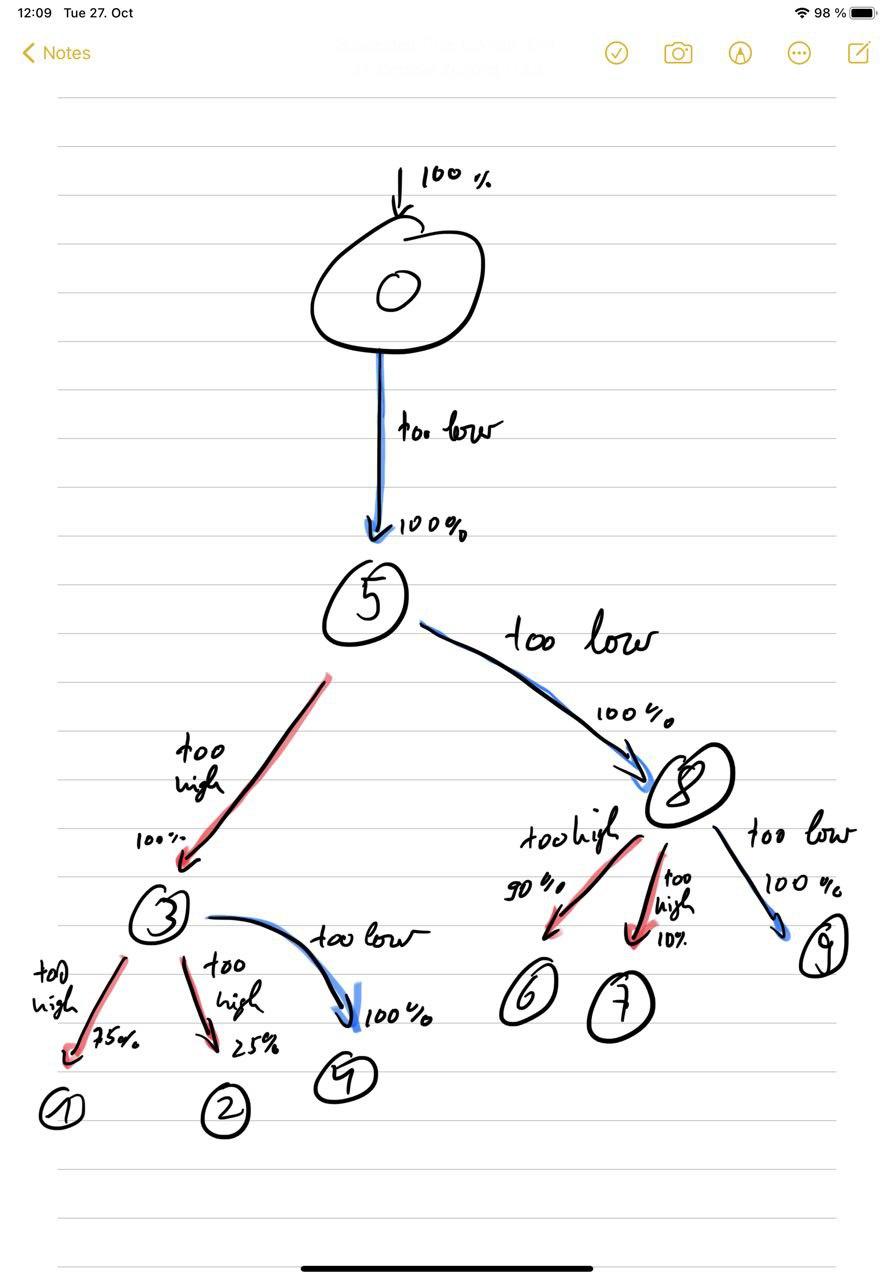 12:09 Tue 27. Oct
98 %
Notes
100 %
0
too low
100%
5
too low
100%
too
high
100%
8
too high
too low
90%
too
high
100%
10%
3
too low
9
too
high
too
high
6
7
75%
25%
100%
4
1
2